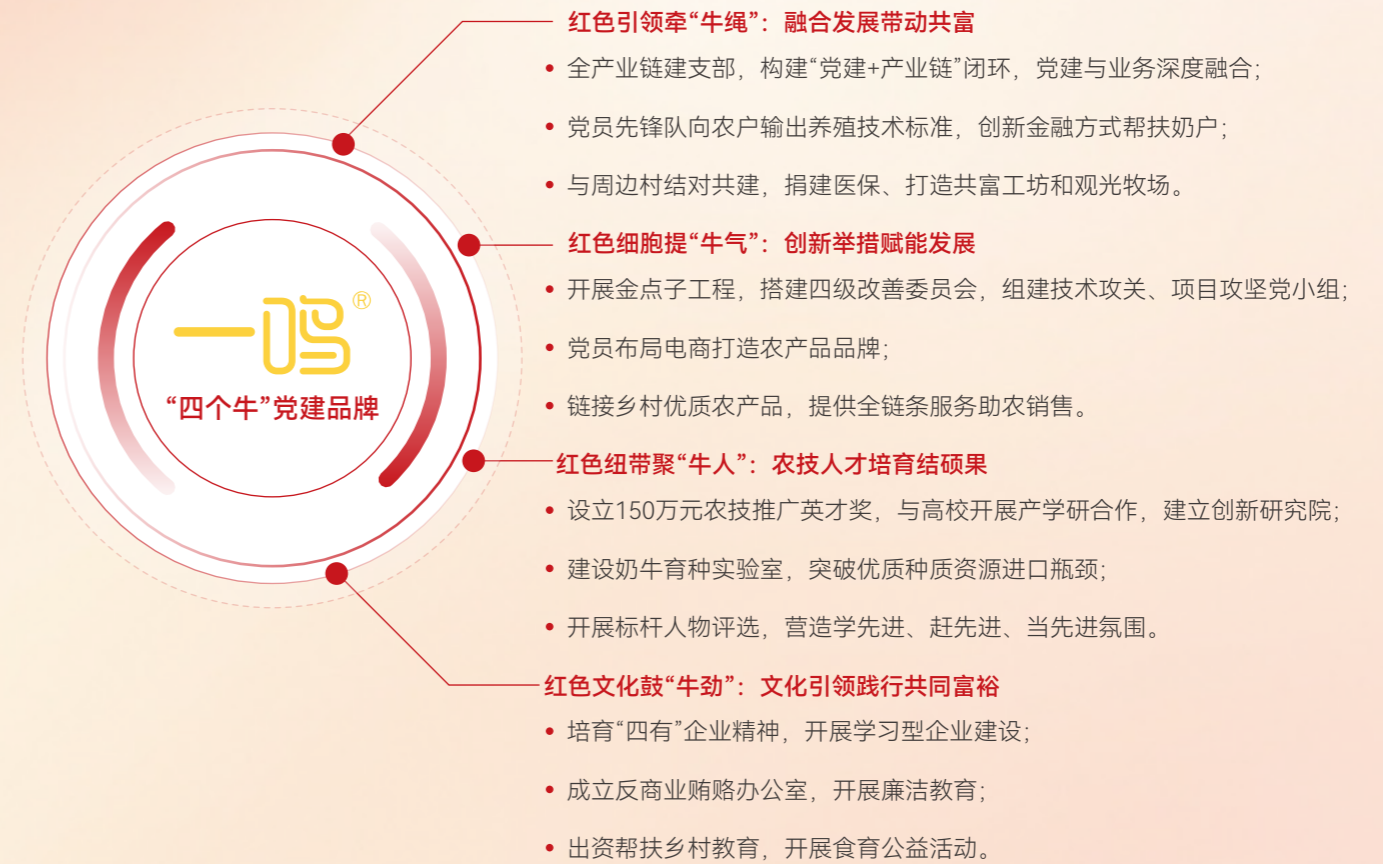 红色引领牵“牛绳”：融合发展带动共富
全产业链建支部，构建“党建+产业链”闭环，党建与业务深度融合；
党员先锋队向农户输出养殖技术标准，创新金融方式帮扶奶户；
与周边村结对共建，捐建医保、打造共富工坊和观光牧场。
红色细胞提“牛气”：创新举措赋能发展
开展金点子工程，搭建四级改善委员会，组建技术攻关、项目攻坚党小组；
党员布局电商打造农产品品牌；
链接乡村优质农产品，提供全链条服务助农销售。
一鸣®
“四个牛”党建品牌
红色纽带聚“牛人”：农技人才培育结硕果
设立150万元农技推广英才奖，与高校开展产学研合作，建立创新研究院；
建设奶牛育种实验室，突破优质种质资源进口瓶颈；
开展标杆人物评选，营造学先进、赶先进、当先进氛围。
红色文化鼓“牛劲”：文化引领践行共同富裕
培育“四有”企业精神，开展学习型企业建设；
成立反商业贿赂办公室，开展廉洁教育；
出资帮扶乡村教育，开展食育公益活动。